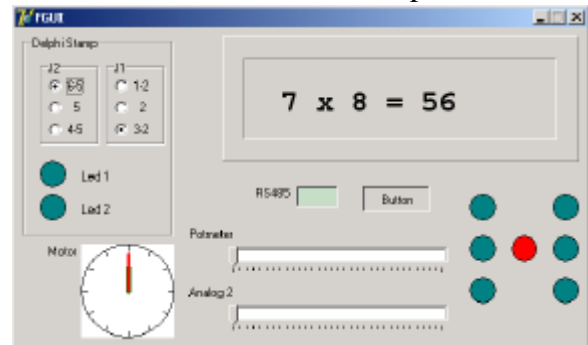 FGUI
Delphi Stamp
J2
J1
6-5
1-2
5
2
4-5
3-2
7 x 8 = 56
Led 1
Led 2
RS485
Button
Potmeter
Motor
Analog 2